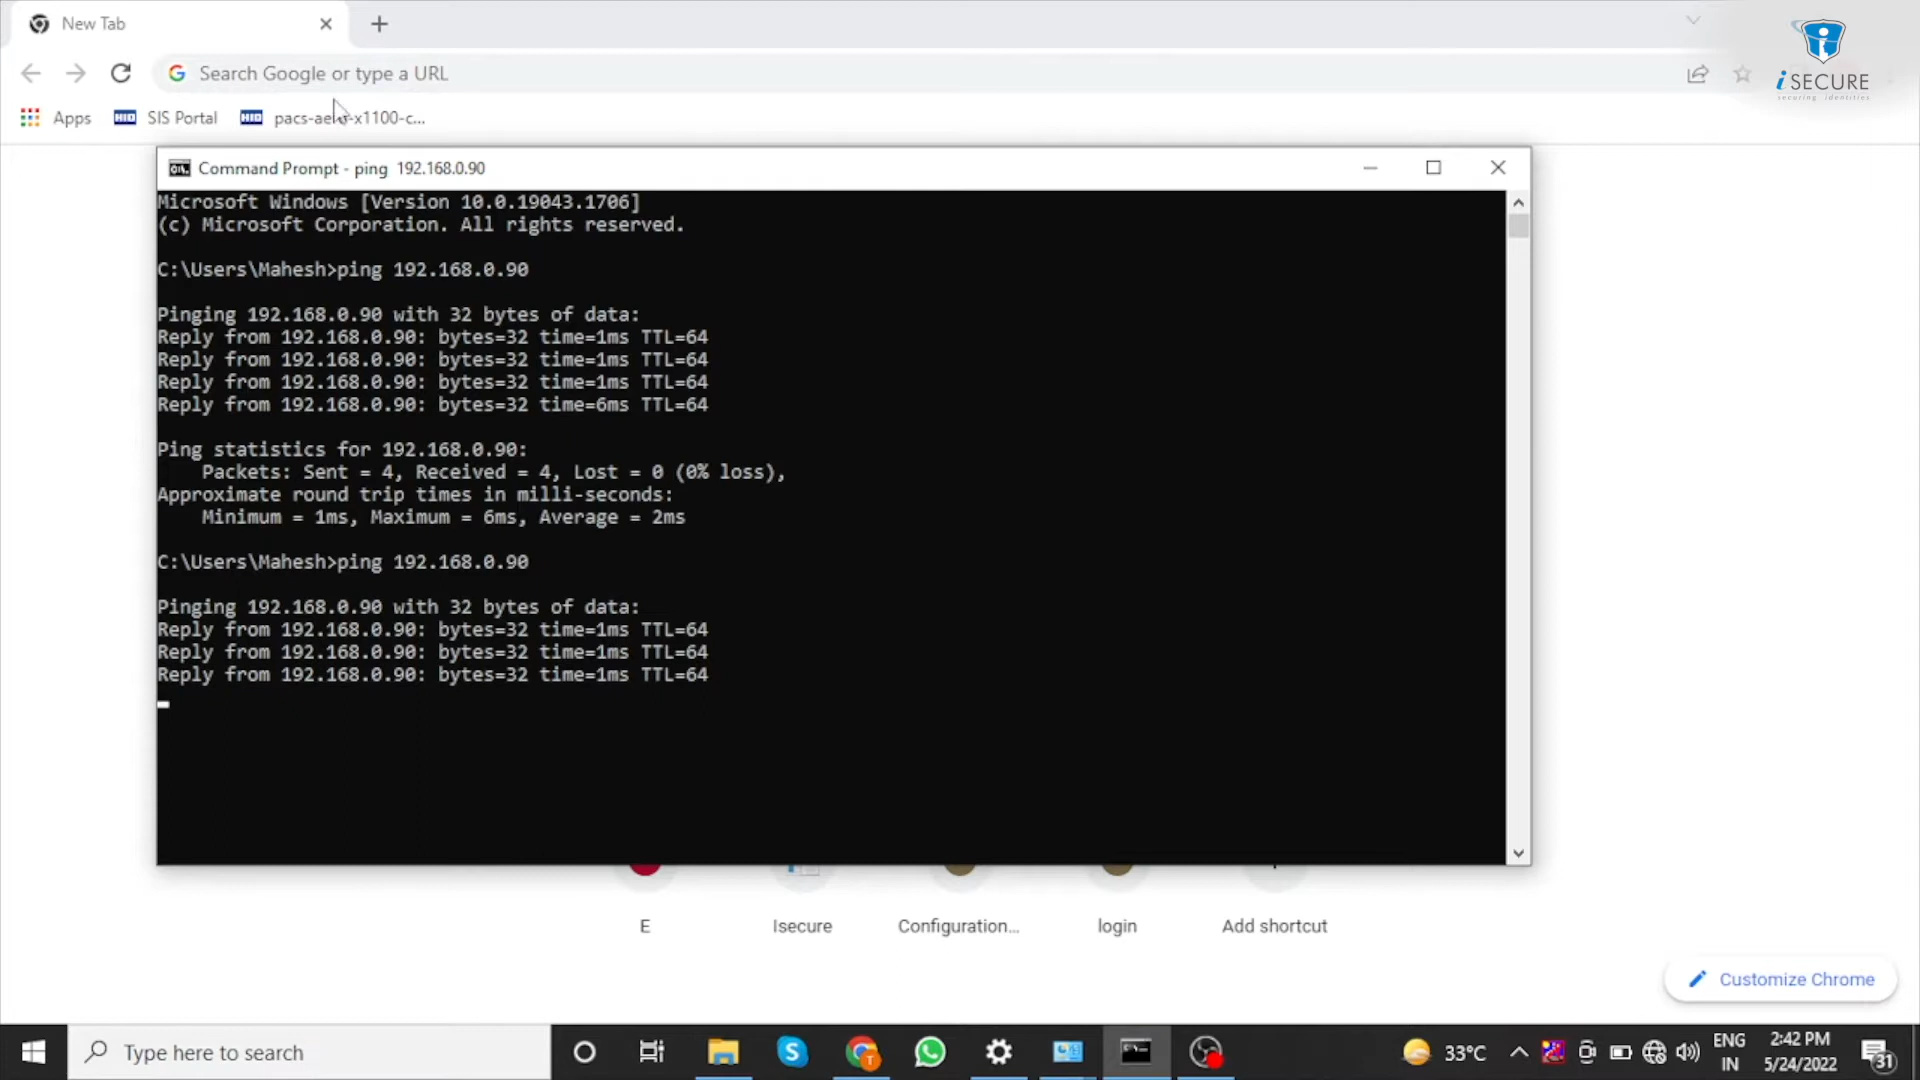 New Tab
Search Google or type a URL
iSECURE
securing identities
Apps
HID SIS Portal
HID pacs-aero-x1100-c...
Command Prompt - ping 192.168.0.90
Microsoft Windows [Version 10.0.19043.1706]
(c) Microsoft Corporation. All rights reserved.
C:\Users\Mahesh>ping 192.168.0.90
Pinging 192.168.0.90 with 32 bytes of data:
Reply from 192.168.0.90: bytes=32 time=1ms TTL=64
Reply from 192.168.0.90: bytes=32 time=1ms TTL=64
Reply from 192.168.0.90: bytes=32 time=1ms TTL=64
Reply from 192.168.0.90: bytes=32 time=6ms TTL=64
Ping statistics for 192.168.0.90:
Packets: Sent = 4, Received = 4, Lost = 0 (0% loss),
Approximate round trip times in milli-seconds:
Minimum = 1ms, Maximum = 6ms, Average = 2ms
C:\Users\Mahesh>ping 192.168.0.90
Pinging 192.168.0.90 with 32 bytes of data:
Reply from 192.168.0.90: bytes=32 time=1ms TTL=64
Reply from 192.168.0.90: bytes=32 time=1ms TTL=64
Reply from 192.168.0.90: bytes=32 time=1ms TTL=64
E
Isecure
Configuration...
login
Add shortcut
Customize Chrome
Type here to search
T
33°C
ENG
IN
2:42 PM
5/24/2022
31